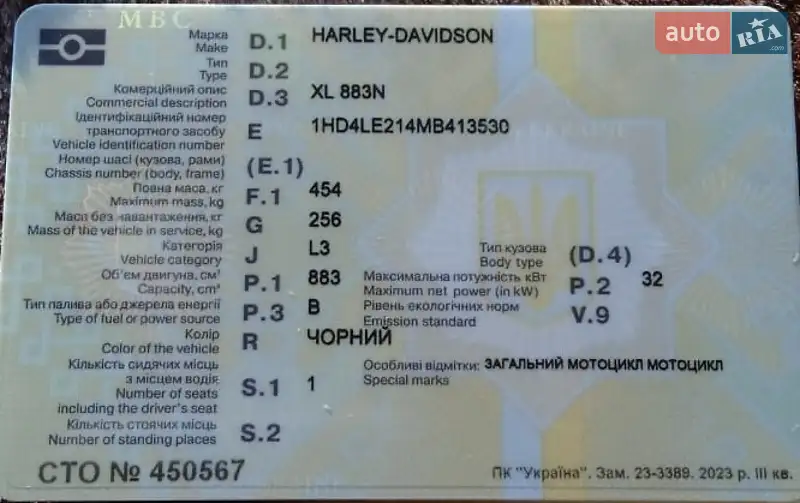 МВС
auto RIA.com
Марка
Make D.1 HARLEY-DAVIDSON
Тип
Type D.2
Комерційний опис
Commercial description D.3 XL 883N
Ідентифікаційний номер
транспортного засобу
Vehicle identification number E 1HD4LE214MB413530
Номер шасі (кузова, рами)
Chassis number (body, frame) (E.1)
Повна маса, кг
Maximum mass, kg F.1 454
Маса без навантаження, кг
Mass of the vehicle in service, kg G 256
Категорія
Vehicle category J L3
Тип кузова
Body type (D.4)
Об'єм двигуна, см³
Capacity, cm³ P.1 883
Максимальна потужність кВт
Maximum net power (in kW) P.2 32
Тип палива або джерела енергії
Type of fuel or power source P.3 B
Рівень екологічних норм
Emission standard V.9
Колір
Color of the vehicle R ЧОРНИЙ
Кількість сидячих місць
з місцем водія
Number of seats
including the driver's seat S.1 1
Особливі відмітки: ЗАГАЛЬНИЙ МОТОЦИКЛ МОТОЦИКЛ
Special marks
Кількість стоячих місць
Number of standing places S.2
СТО № 450567
ПК "Україна". Зам. 23-3389. 2023 р. III кв.